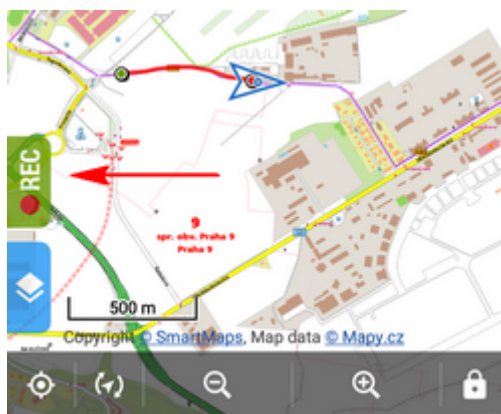 REC
9
spr. obv. Praha 9
Praha 9
500 m
Copyright © SmartMaps, Map data © Mapy.cz